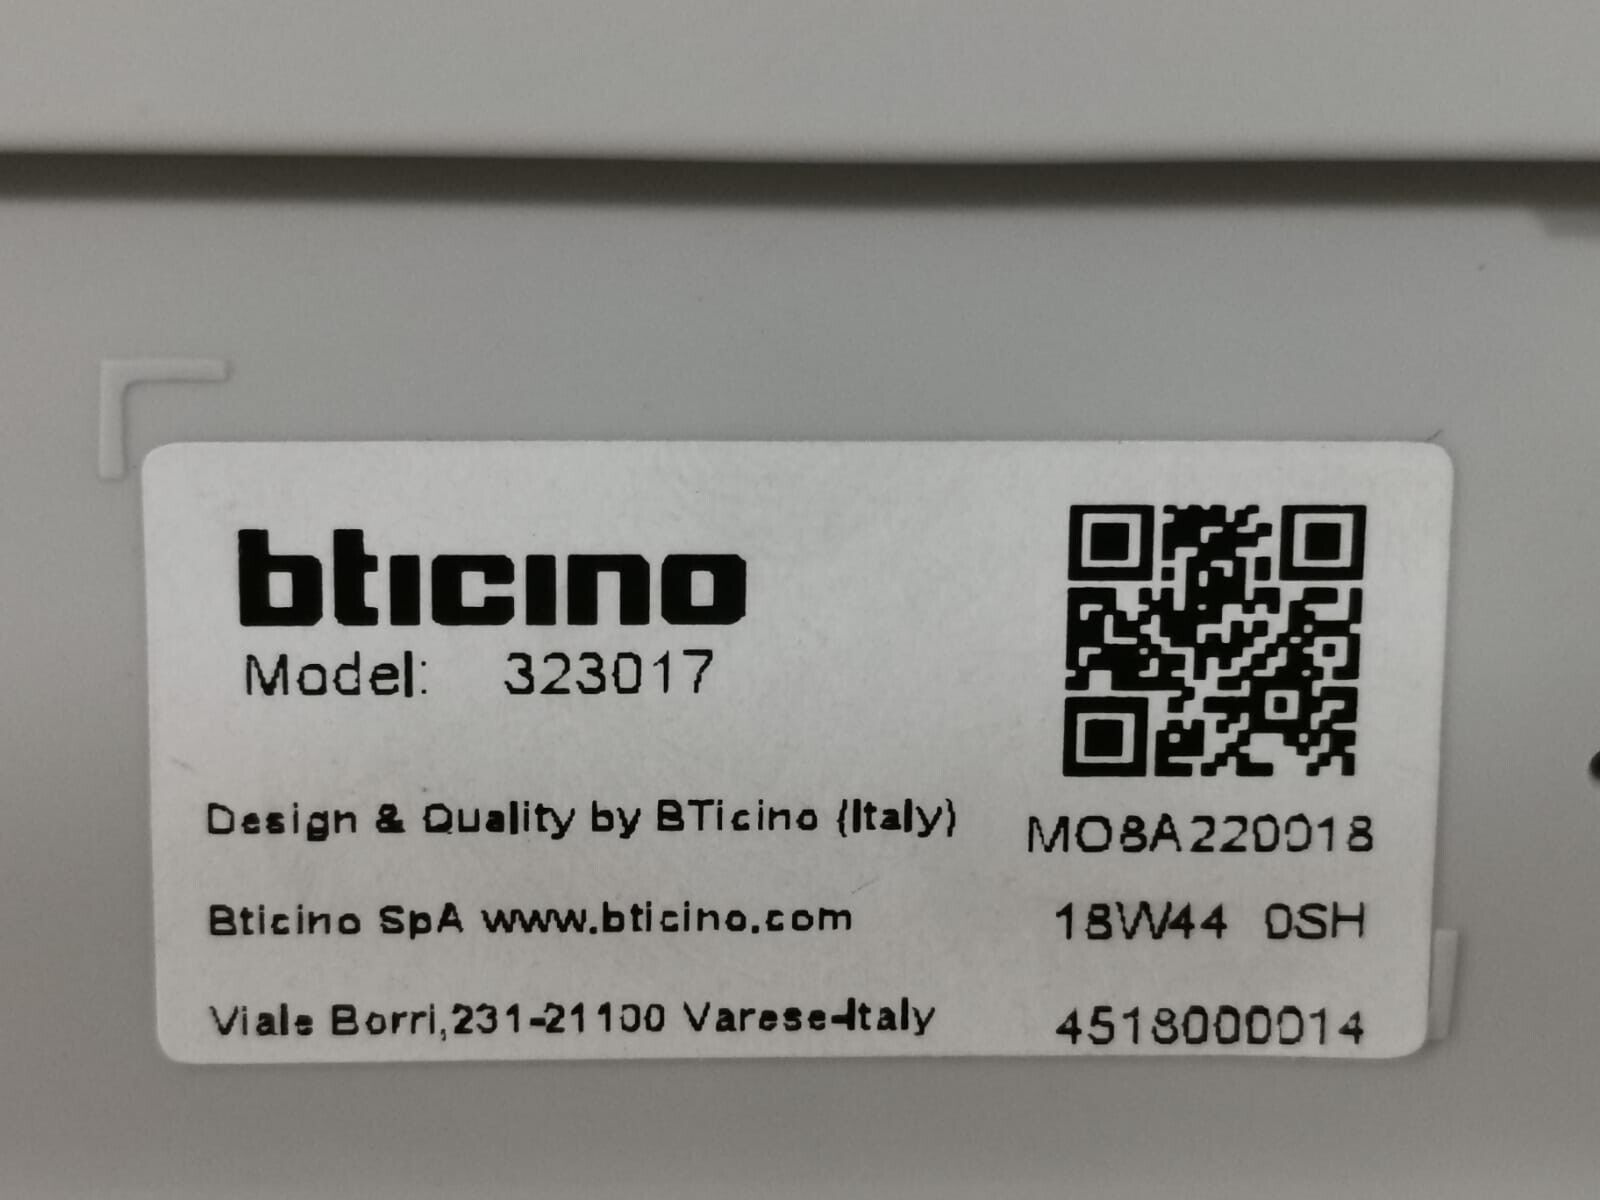 bticino
Model: 323017
Design & Quality by BTicino (Italy)
MO8A220018
Bticino SpA www.bticino.com
18W44 0SH
Viale Borri,231-21100 Varese-Italy
4518000014